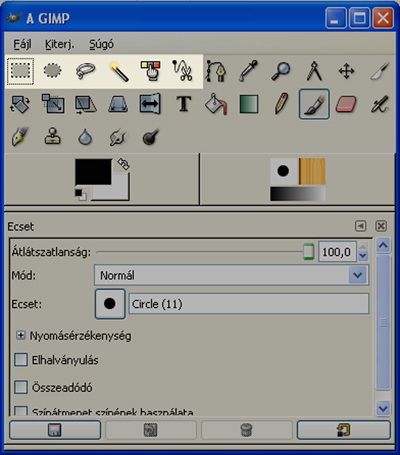 A GIMP
Fájl Kiterj. Súgó
T
Ecset
Átlátszatlanság: 100,0
Mód: Normál
Ecset: Circle (11)
Nyomásérzékenység
Elhalványulás
Összeadódó
Színátmenet színének használata